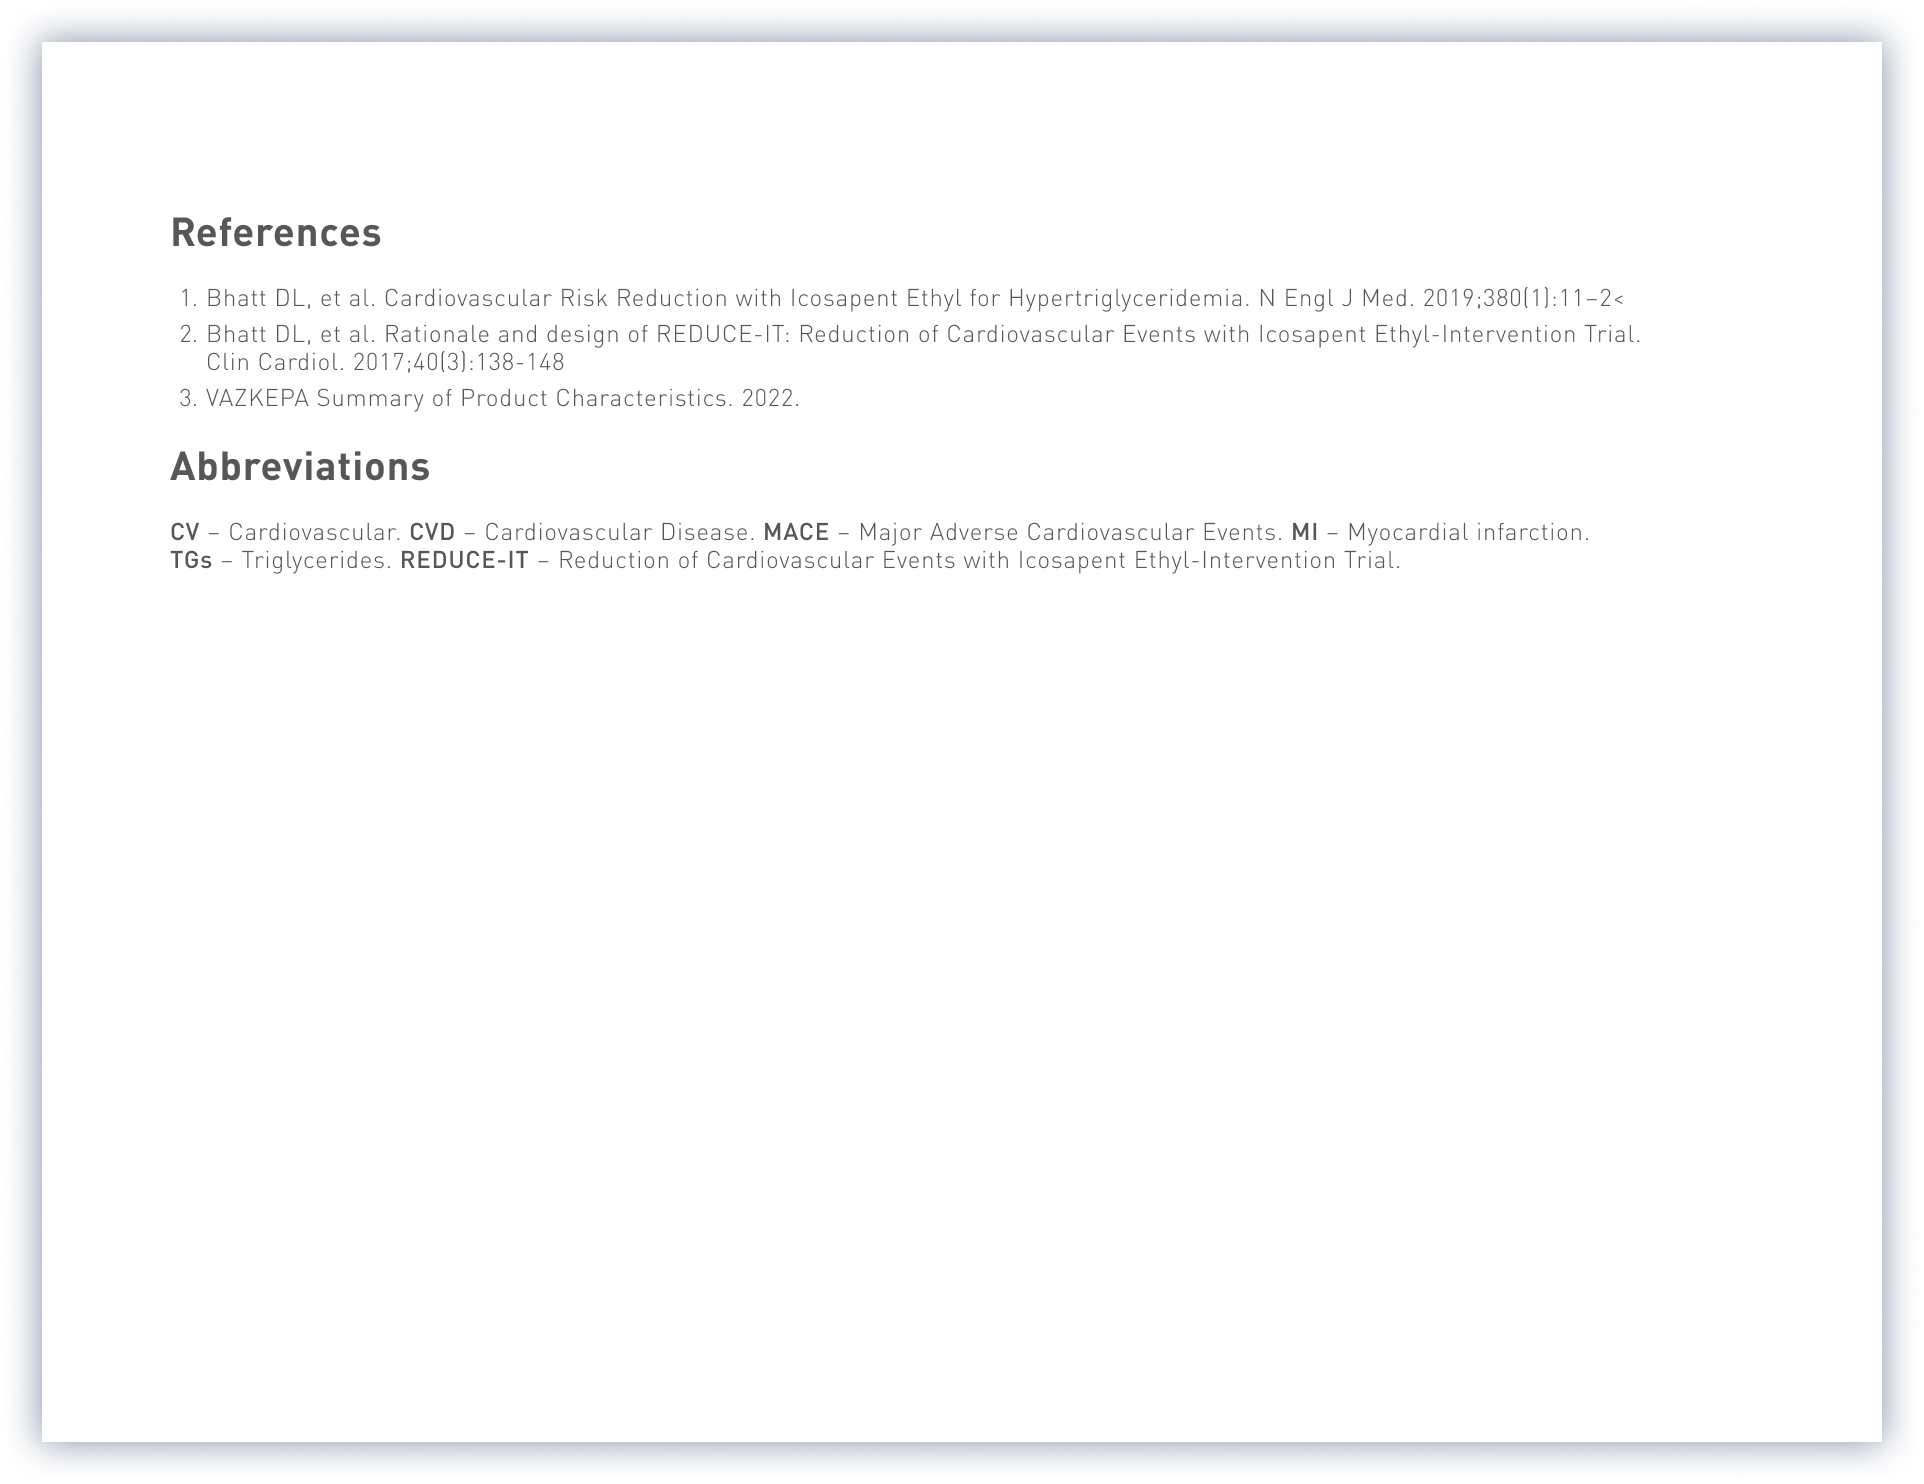 References
1. Bhatt DL, et al. Cardiovascular Risk Reduction with Icosapent Ethyl for Hypertriglyceridemia. N Engl J Med. 2019;380(1):11–2<
2. Bhatt DL, et al. Rationale and design of REDUCE-IT: Reduction of Cardiovascular Events with Icosapent Ethyl-Intervention Trial.
Clin Cardiol. 2017;40(3):138-148
3. VAZKEPA Summary of Product Characteristics. 2022.
Abbreviations
CV – Cardiovascular. CVD – Cardiovascular Disease. MACE – Major Adverse Cardiovascular Events. MI – Myocardial infarction.
TGs – Triglycerides. REDUCE-IT – Reduction of Cardiovascular Events with Icosapent Ethyl-Intervention Trial.